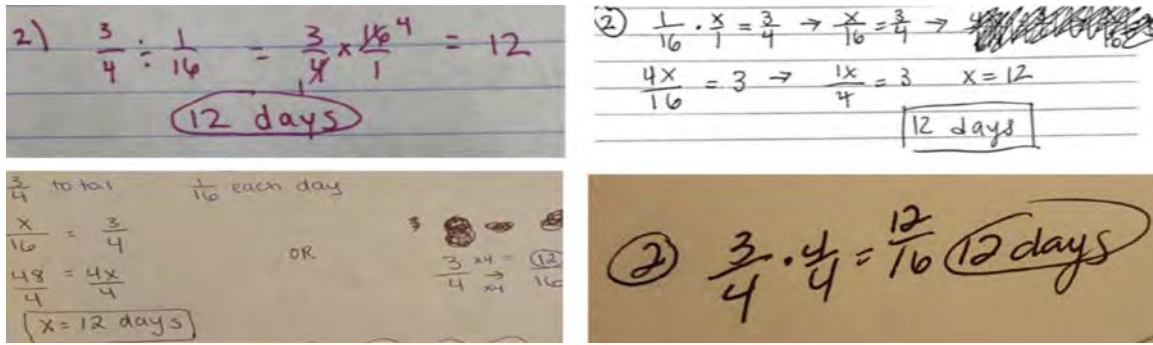 2) 3/4 ÷ 1/16 = 3/4 × 16/1 4 1 = 12
12 days
② 1/16 · x/1 = 3/4 → x/16 = 3/4 →
4x/16 = 3 → 1x/4 = 3 x = 12
12 days
3/4 total 1/16 each day
x/16 = 3/4
48/4 = 4x/4
x = 12 days
OR
3/4 x4 → x4 = 12/16
② 3/4 · 4/4 = 12/16 12 days